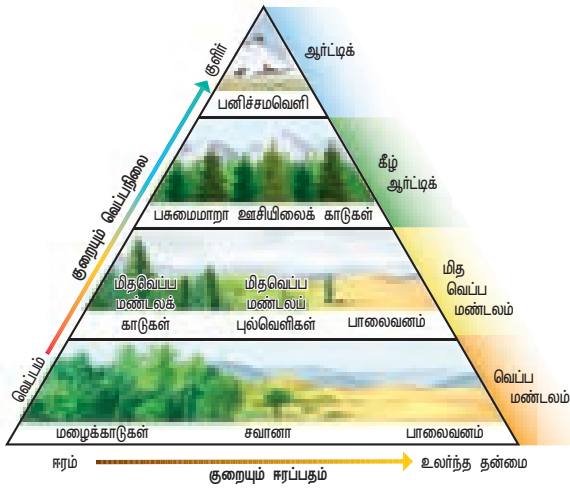 குளிர்
ஆர்ட்டிக்
பனிச்சமவெளி
கீழ்
ஆர்ட்டிக்
குறையும் வெப்பநிலை
பசுமைமாறா ஊசியிலைக் காடுகள்
மிதவெப்ப
மண்டலக்
காடுகள்
மிதவெப்ப
மண்டலப்
புல்வெளிகள்
பாலைவனம்
மித
வெப்ப
மண்டலம்
வெப்பம்
வெப்ப
மண்டலம்
மழைக்காடுகள்
சவானா
பாலைவனம்
ஈரம்
குறையும் ஈரப்பதம்
உலர்ந்த தன்மை